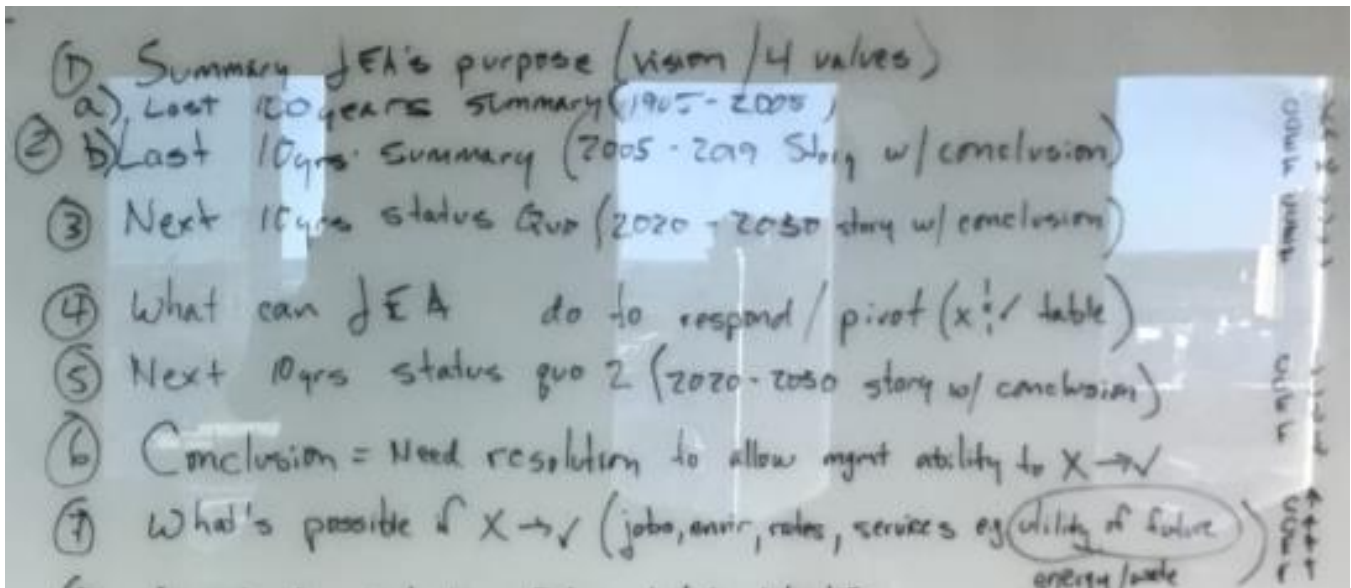 ① Summary JEA's purpose (vision / 4 values)
a) Last 120 years summary (1905 - 2005)
② b) Last 10yrs. summary (2005 - 2019 Story w/ conclusion)
③ Next 10yrs status Quo (2020 - 2030 story w/ conclusion)
④ What can JEA do to respond / pivot (x ! ✓ table)
⑤ Next 10yrs status quo 2 (2020 - 2030 story w/ conclusion)
⑥ Conclusion = Need resolution to allow mgmt ability to X → ✓
⑦ What's possible if X → ✓ (jobs, envir, rates, services eg utility of future)
energy /